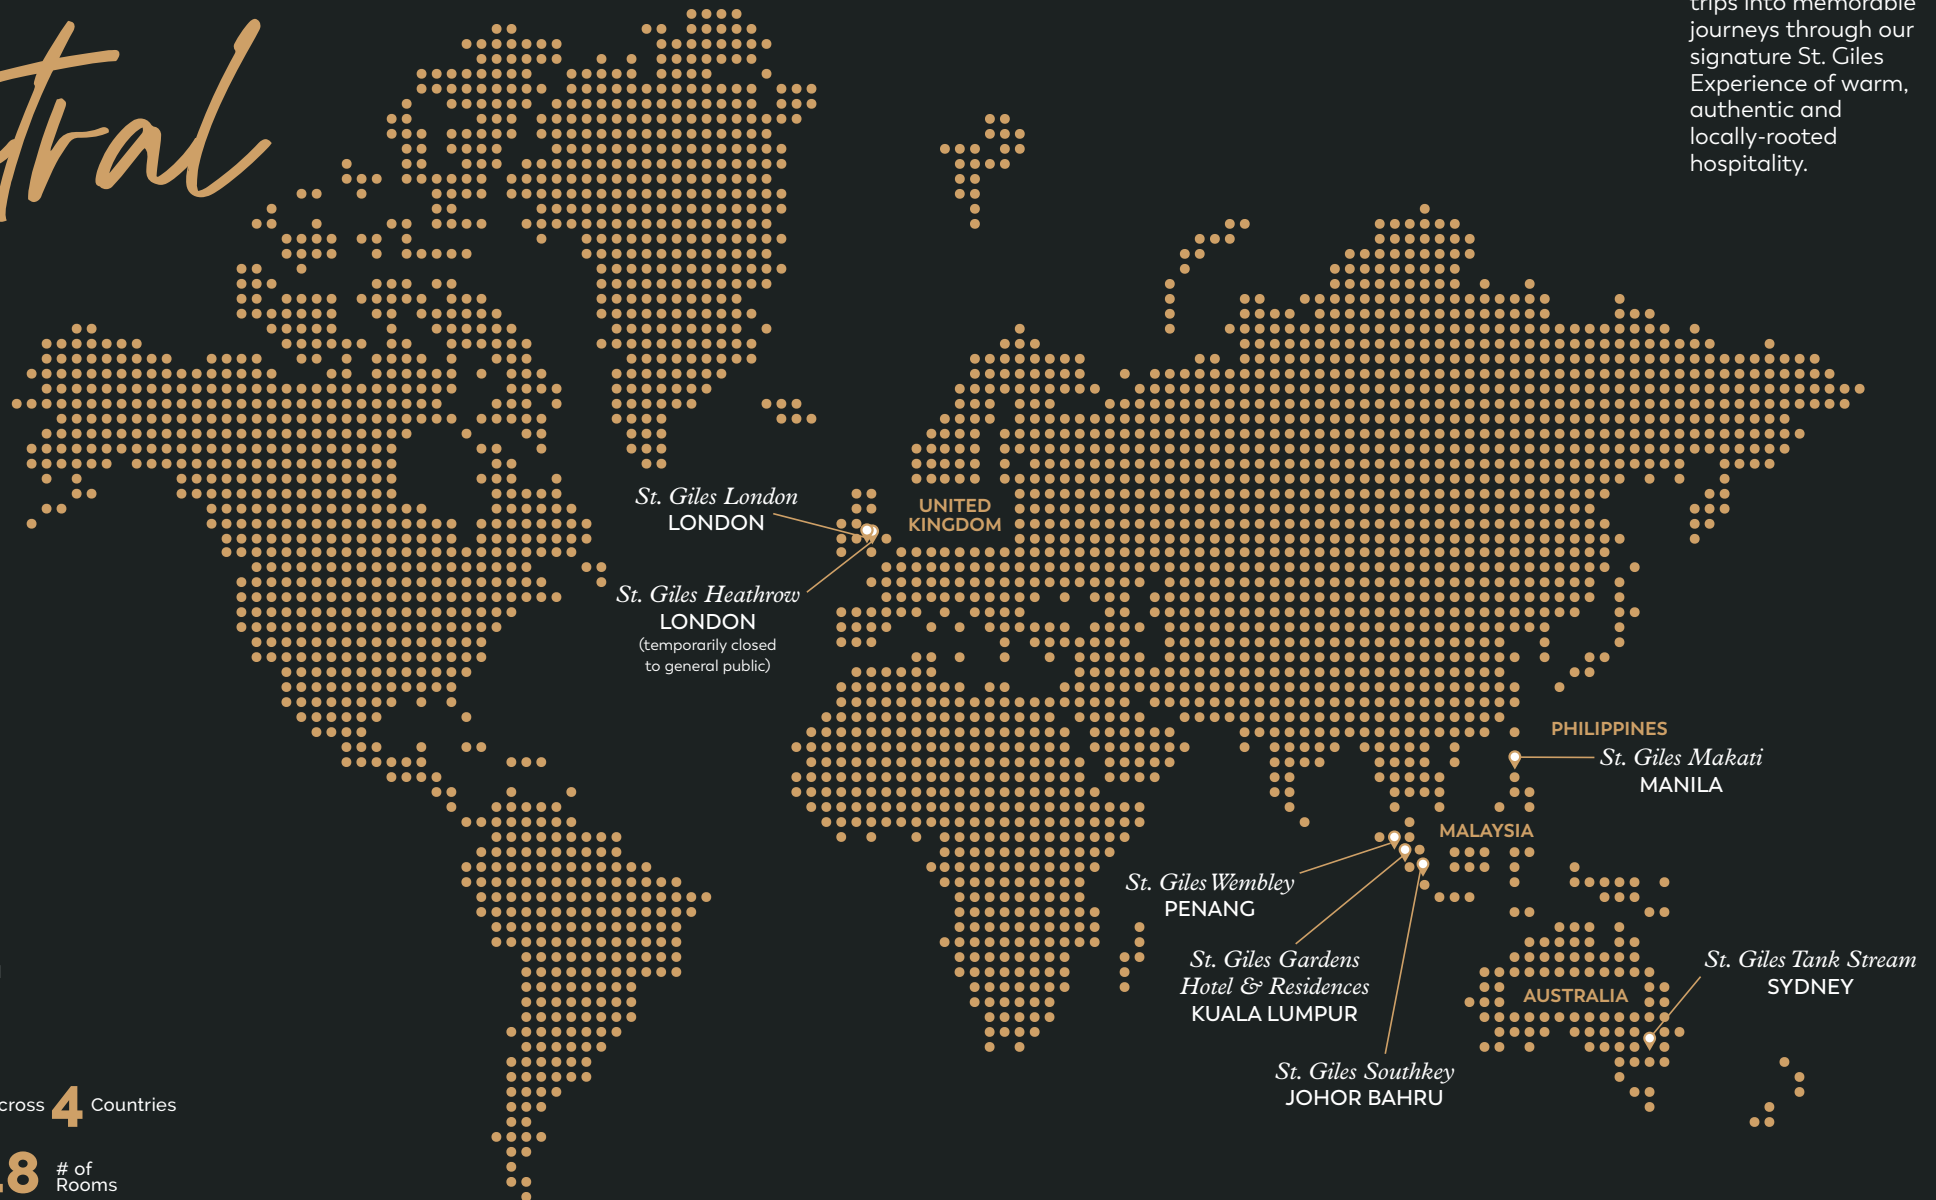 trips into memorable
journeys through our
signature St. Giles
Experience of warm,
authentic and
locally-rooted
hospitality.
St. Giles London
LONDON
UNITED
KINGDOM
St. Giles Heathrow
LONDON
(temporarily closed
to general public)
PHILIPPINES
St. Giles Makati
MANILA
MALAYSIA
St. Giles Wembley
PENANG
St. Giles Gardens
Hotel & Residences
KUALA LUMPUR
St. Giles Southkey
JOHOR BAHRU
AUSTRALIA
St. Giles Tank Stream
SYDNEY
4 Countries
8 # of
Rooms